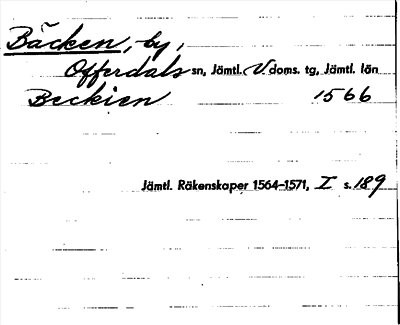 Bäcken, by,
Offerdals sn, Jämtl. V. doms. tg, Jämtl. län
Beckien 1566
Jämtl. Räkenskaper 1564–1571, I s. 189